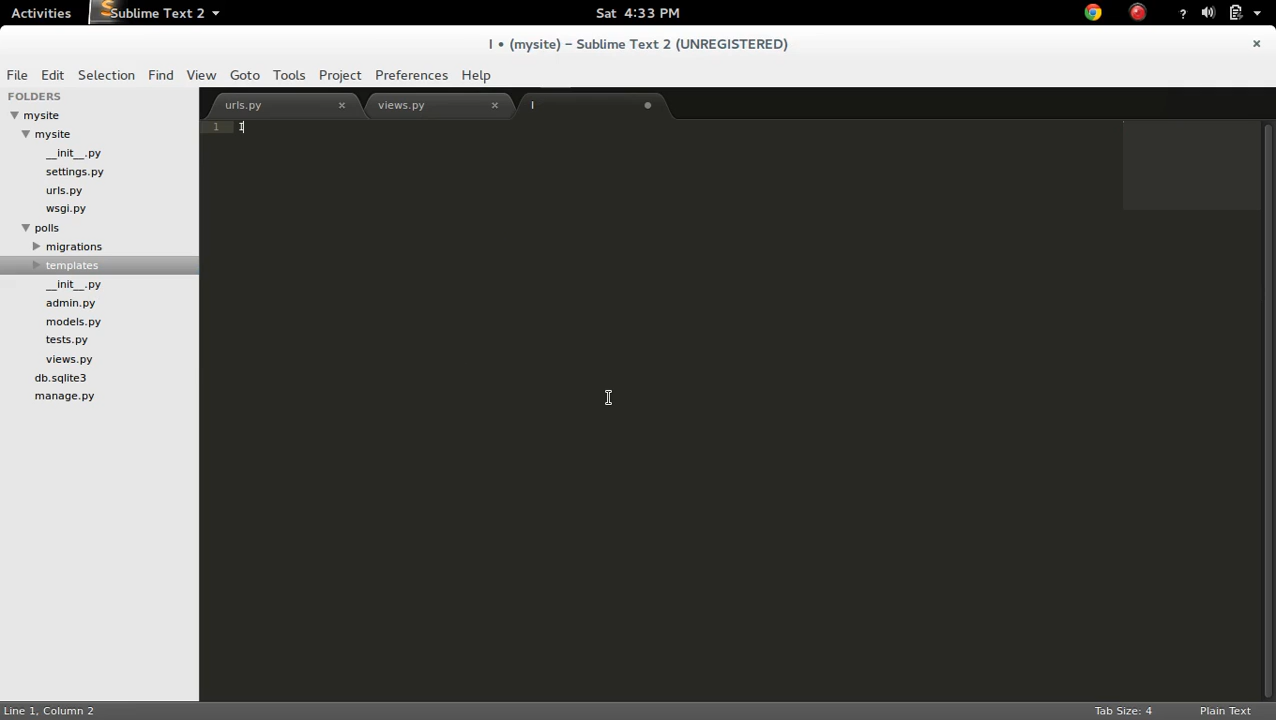 Activities Sublime Text 2 Sat 4:33 PM ?
I • (mysite) – Sublime Text 2 (UNREGISTERED) ×
File Edit Selection Find View Goto Tools Project Preferences Help
FOLDERS
urls.py × views.py × I
mysite
1 I
mysite
__init__.py
settings.py
urls.py
wsgi.py
polls
migrations
templates
__init__.py
admin.py
models.py
tests.py
views.py
db.sqlite3
manage.py
Line 1, Column 2 Tab Size: 4 Plain Text